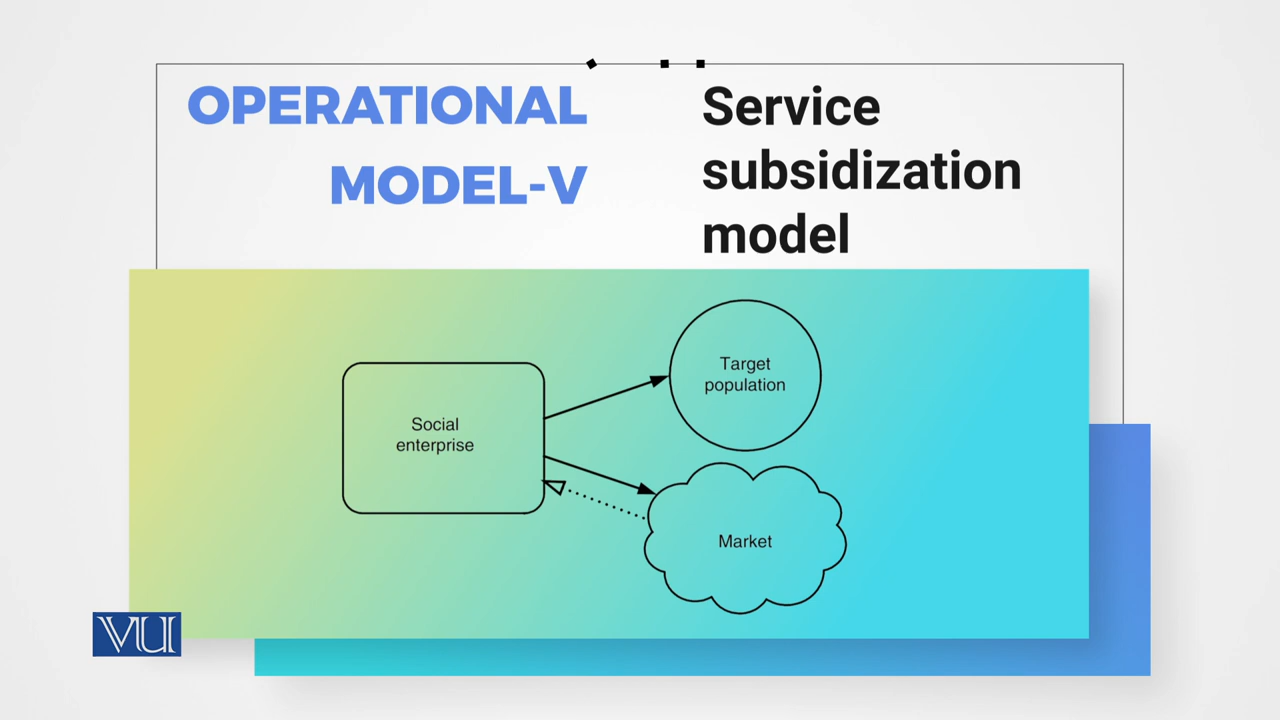 OPERATIONAL
MODEL-V
Service
subsidization
model
Social
enterprise
Target
population
Market
VU